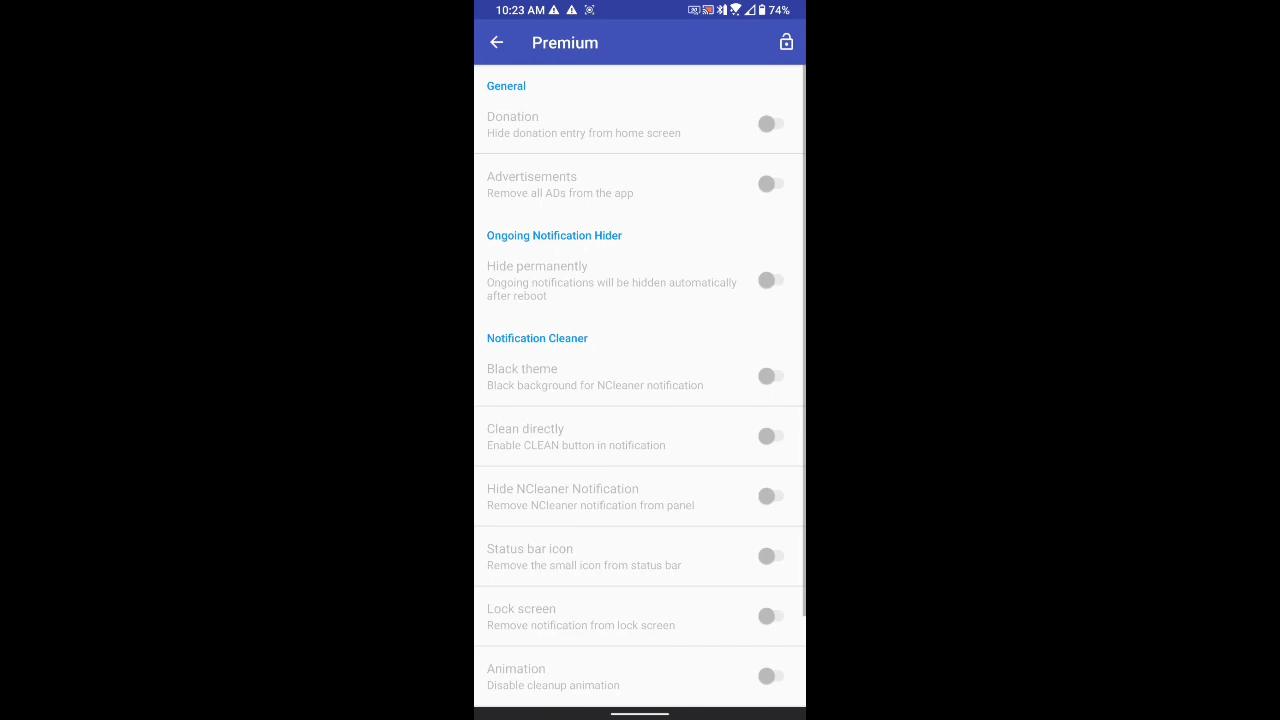 10:23 AM
74%
Premium
General
Donation
Hide donation entry from home screen
Advertisements
Remove all ADs from the app
Ongoing Notification Hider
Hide permanently
Ongoing notifications will be hidden automatically
after reboot
Notification Cleaner
Black theme
Black background for NCleaner notification
Clean directly
Enable CLEAN button in notification
Hide NCleaner Notification
Remove NCleaner notification from panel
Status bar icon
Remove the small icon from status bar
Lock screen
Remove notification from lock screen
Animation
Disable cleanup animation